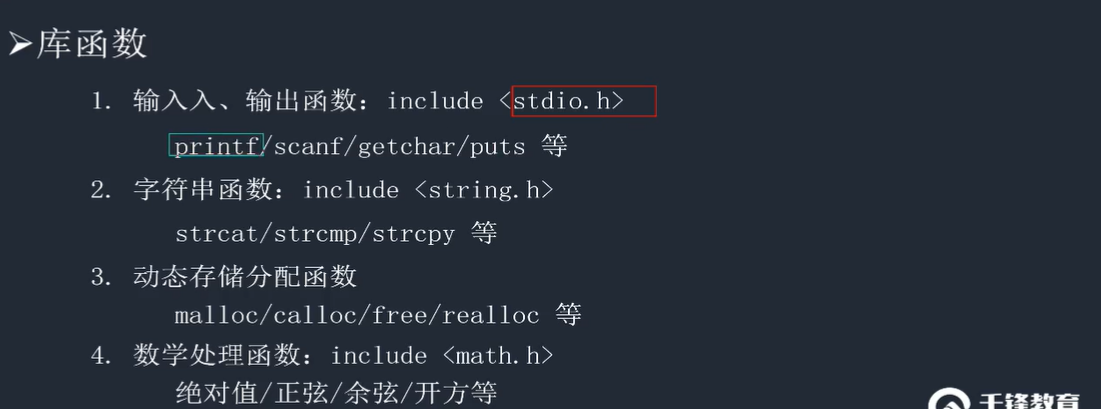 ➢库函数
1. 输入入、输出函数：include <stdio.h>
printf/scanf/getchar/puts 等
2. 字符串函数：include <string.h>
strcat/strcmp/strcpy 等
3. 动态存储分配函数
malloc/calloc/free/realloc 等
4. 数学处理函数：include <math.h>
绝对值/正弦/余弦/开方等
千锋教育